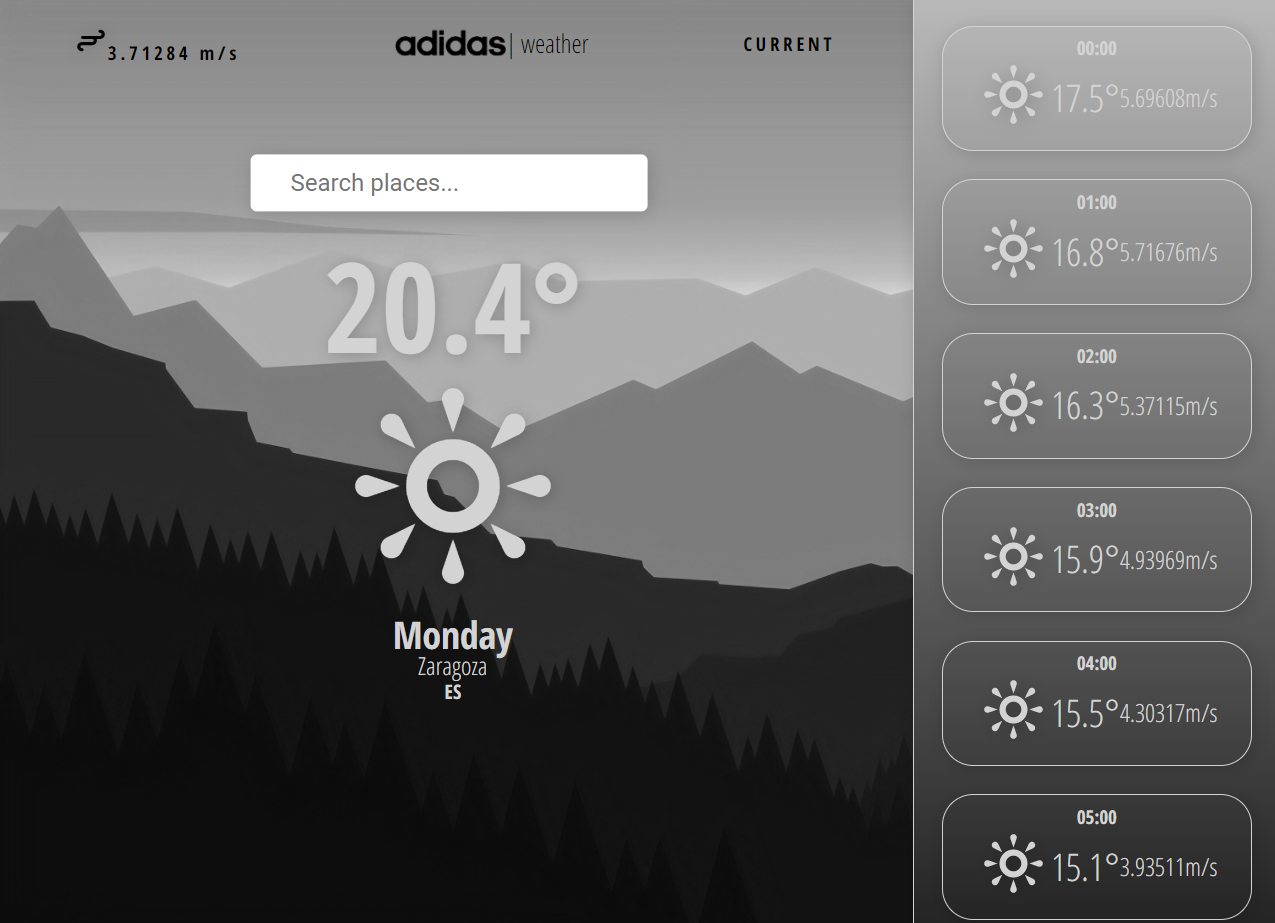 3.71284 m/s
adidas | weather
CURRENT
Search places...
20.4°
Monday
Zaragoza
ES
00:00
17.5° 5.69608m/s
01:00
16.8° 5.71676m/s
02:00
16.3° 5.37115m/s
03:00
15.9° 4.93969m/s
04:00
15.5° 4.30317m/s
05:00
15.1° 3.93511m/s